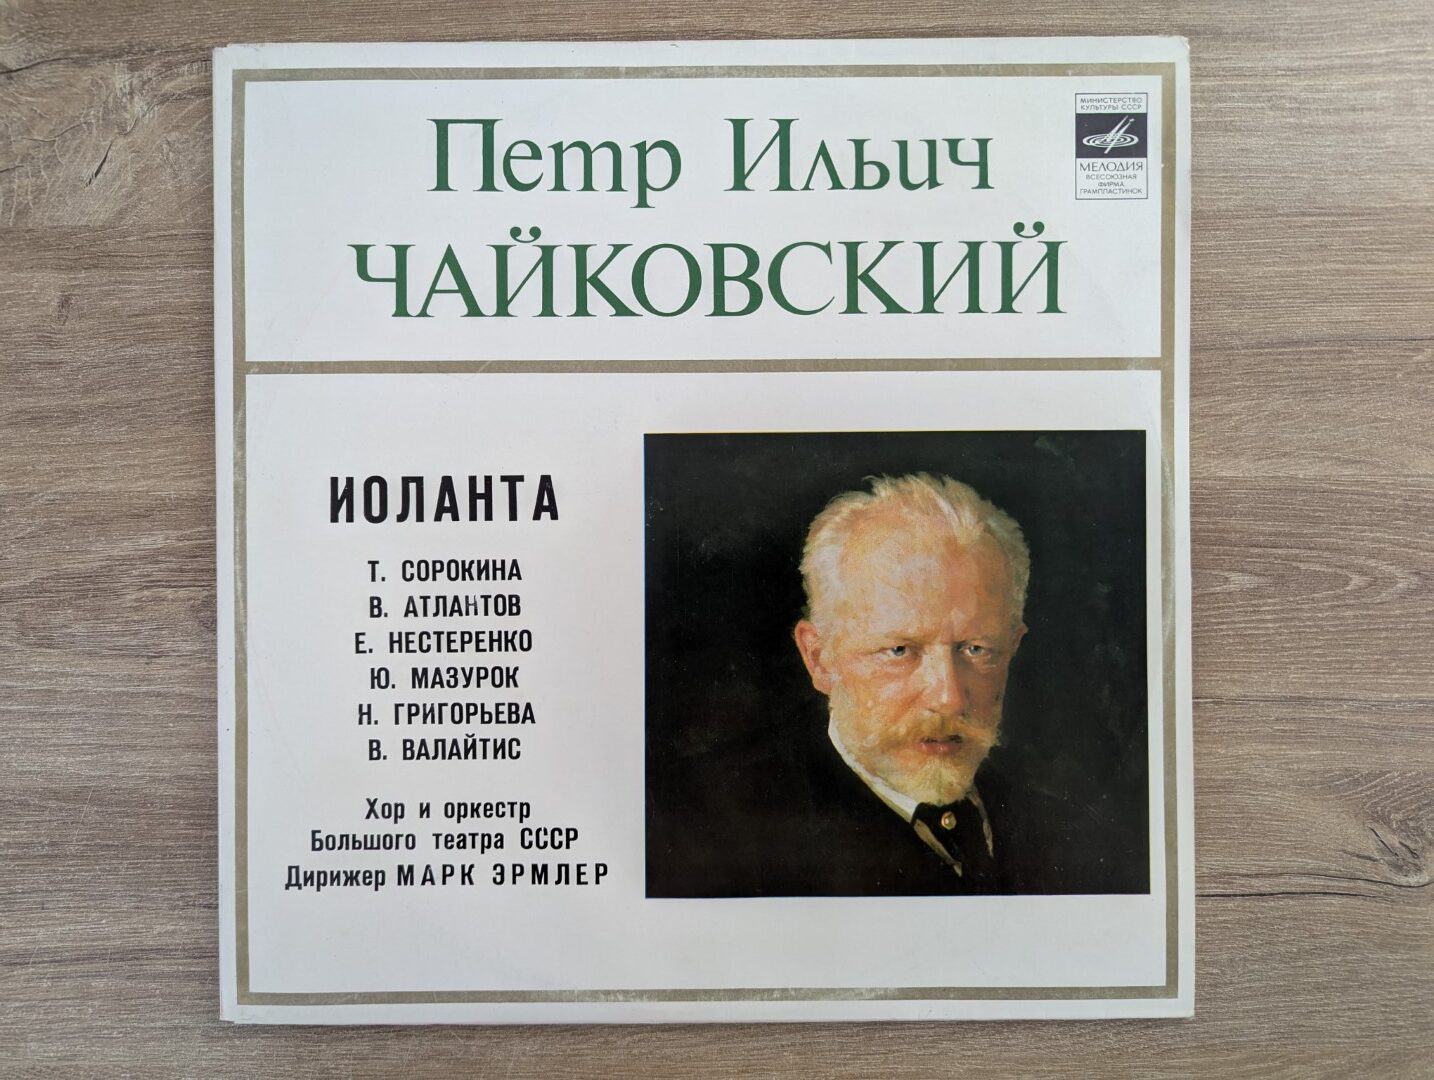 Петр Ильич
ЧАЙКОВСКИЙ
МИНИСТЕРСТВО
КУЛЬТУРЫ СССР
МЕЛОДИЯ
ВСЕСОЮЗНАЯ
ФИРМА
ГРАМПЛАСТИНОК
ИОЛАНТА
Т. СОРОКИНА
В. АТЛАНТОВ
Е. НЕСТЕРЕНКО
Ю. МАЗУРОК
Н. ГРИГОРЬЕВА
В. ВАЛАЙТИС
Хор и оркестр
Большого театра СССР
Дирижер МАРК ЭРМЛЕР